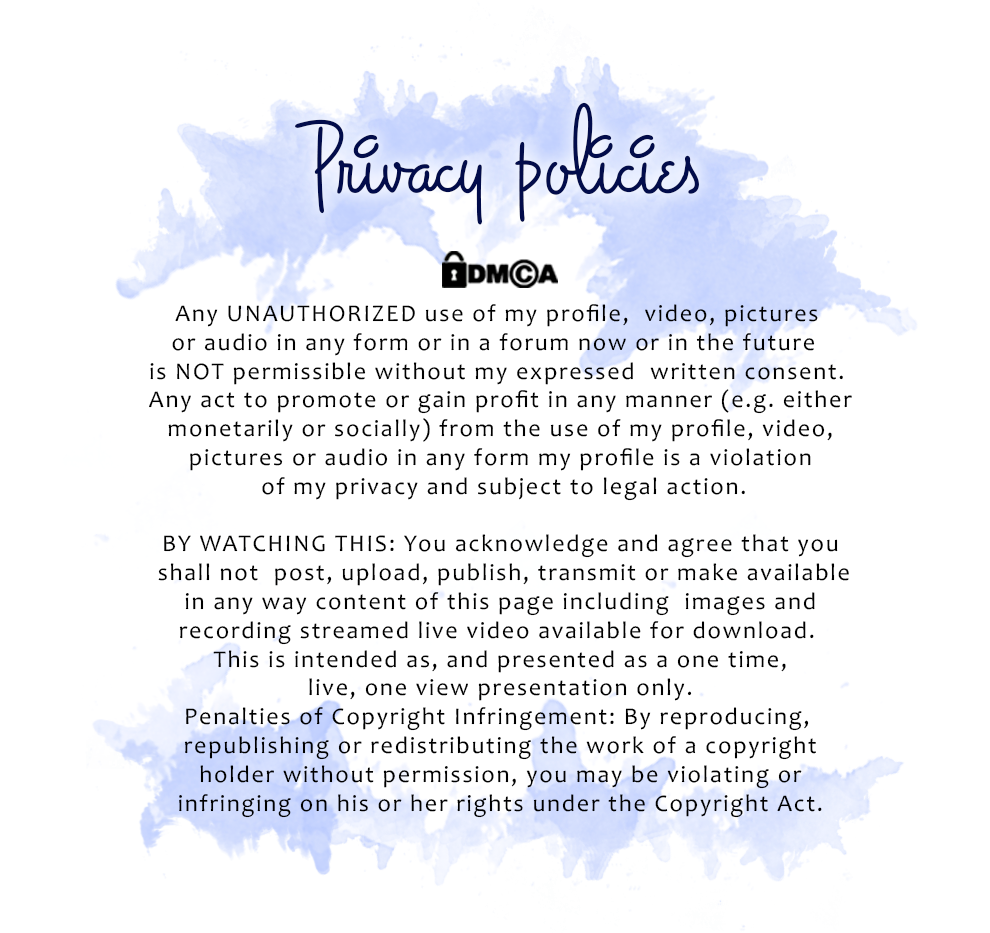 Privacy policies
DMCA
Any UNAUTHORIZED use of my profile, video, pictures
or audio in any form or in a forum now or in the future
is NOT permissible without my expressed written consent.
Any act to promote or gain profit in any manner (e.g. either
monetarily or socially) from the use of my profile, video,
pictures or audio in any form my profile is a violation
of my privacy and subject to legal action.
BY WATCHING THIS: You acknowledge and agree that you
shall not post, upload, publish, transmit or make available
in any way content of this page including images and
recording streamed live video available for download.
This is intended as, and presented as a one time,
live, one view presentation only.
Penalties of Copyright Infringement: By reproducing,
republishing or redistributing the work of a copyright
holder without permission, you may be violating or
infringing on his or her rights under the Copyright Act.